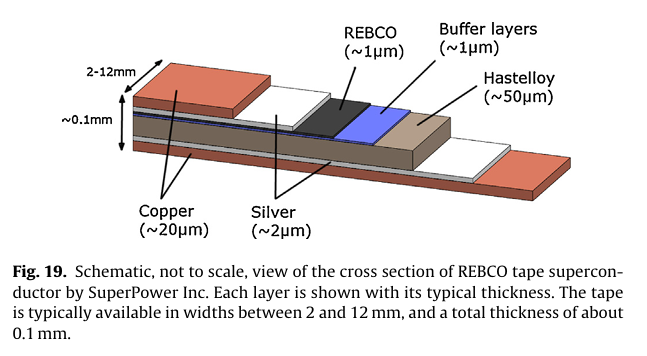 REBCO
(~1µm)
Buffer layers
(~1µm)
Hastelloy
(~50µm)
2-12mm
~0.1mm
Copper
(~20µm)
Silver
(~2µm)
Fig. 19. Schematic, not to scale, view of the cross section of REBCO tape supercon-
ductor by SuperPower Inc. Each layer is shown with its typical thickness. The tape
is typically available in widths between 2 and 12 mm, and a total thickness of about
0.1 mm.